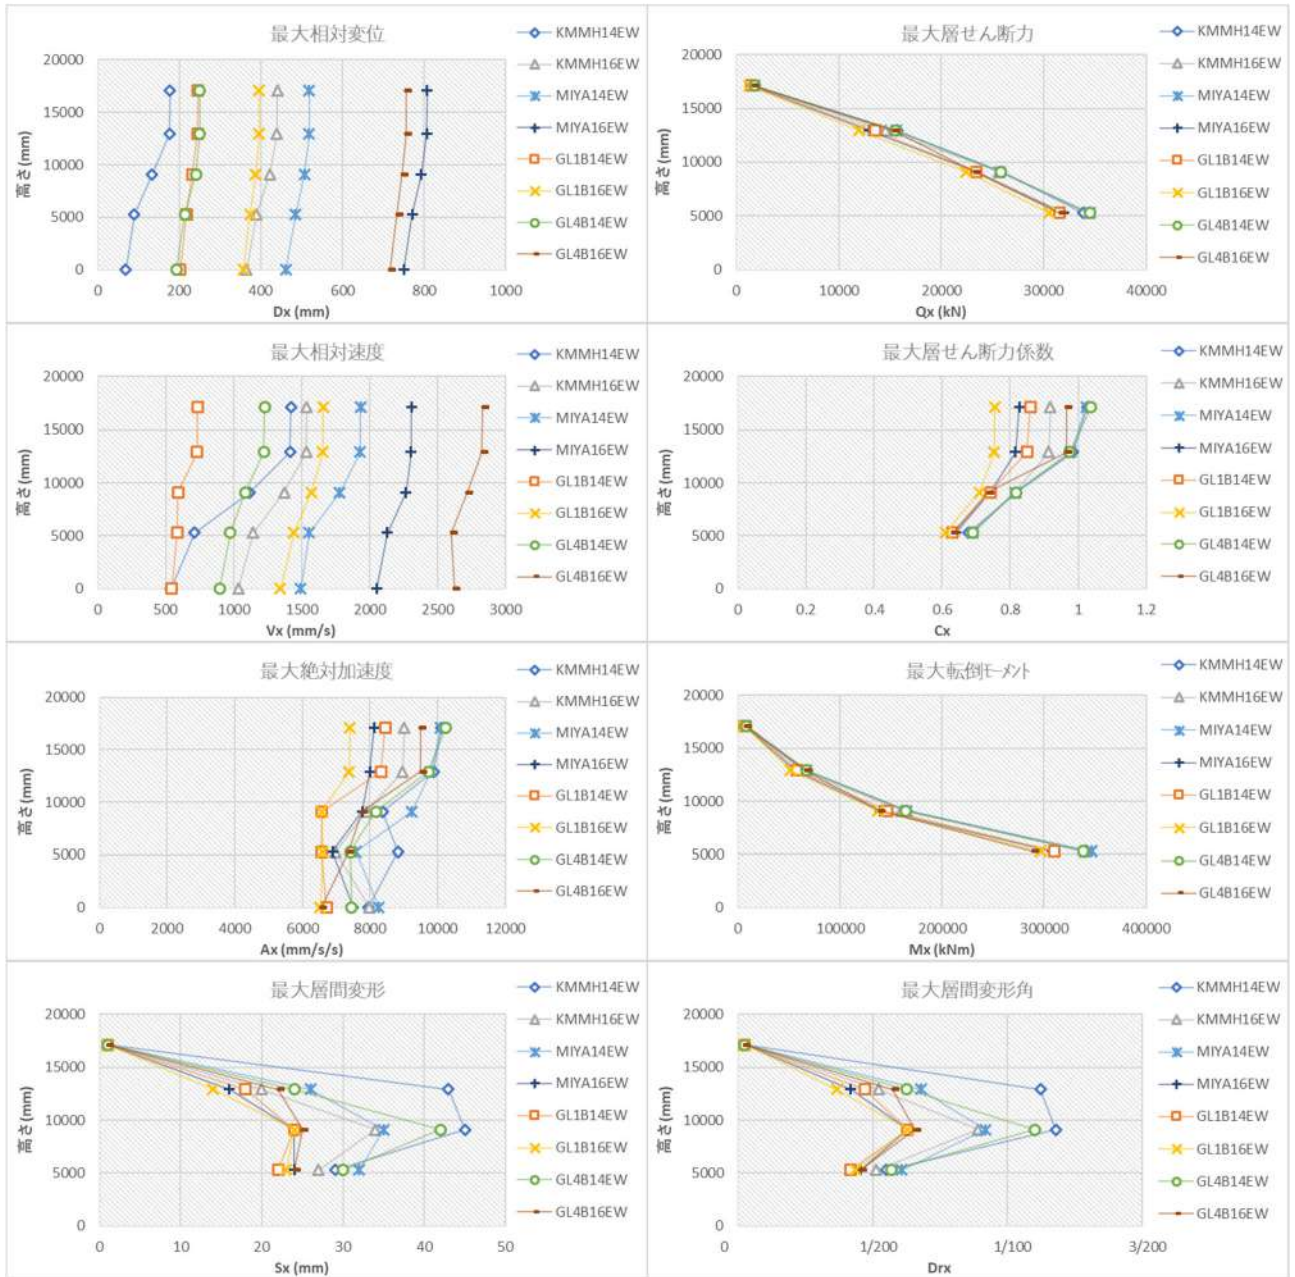 最大相対変位
20000
15000
10000
5000
0
高さ(mm)
0 200 400 600 800 1000
Dx (mm)
KMMH14EW
KMMH16EW
MIYA14EW
MIYA16EW
GL1B14EW
GL1B16EW
GL4B14EW
GL4B16EW
最大層せん断力
20000
15000
10000
5000
0
高さ(mm)
0 10000 20000 30000 40000
Qx (kN)
KMMH14EW
KMMH16EW
MIYA14EW
MIYA16EW
GL1B14EW
GL1B16EW
GL4B14EW
GL4B16EW
最大相対速度
20000
15000
10000
5000
0
高さ(mm)
0 500 1000 1500 2000 2500 3000
Vx (mm/s)
KMMH14EW
KMMH16EW
MIYA14EW
MIYA16EW
GL1B14EW
GL1B16EW
GL4B14EW
GL4B16EW
最大層せん断力係数
20000
15000
10000
5000
0
高さ(mm)
0 0.2 0.4 0.6 0.8 1 1.2
Cx
KMMH14EW
KMMH16EW
MIYA14EW
MIYA16EW
GL1B14EW
GL1B16EW
GL4B14EW
GL4B16EW
最大絶対加速度
20000
15000
10000
5000
0
高さ(mm)
0 2000 4000 6000 8000 10000 12000
Ax (mm/s/s)
KMMH14EW
KMMH16EW
MIYA14EW
MIYA16EW
GL1B14EW
GL1B16EW
GL4B14EW
GL4B16EW
最大転倒ﾓｰﾒﾝﾄ
20000
15000
10000
5000
0
高さ(mm)
0 100000 200000 300000 400000
Mx (kNm)
KMMH14EW
KMMH16EW
MIYA14EW
MIYA16EW
GL1B14EW
GL1B16EW
GL4B14EW
GL4B16EW
最大層間変形
20000
15000
10000
5000
0
高さ(mm)
0 10 20 30 40 50
Sx (mm)
KMMH14EW
KMMH16EW
MIYA14EW
MIYA16EW
GL1B14EW
GL1B16EW
GL4B14EW
GL4B16EW
最大層間変形角
20000
15000
10000
5000
0
高さ(mm)
0 1/200 1/100 3/200
Drx
KMMH14EW
KMMH16EW
MIYA14EW
MIYA16EW
GL1B14EW
GL1B16EW
GL4B14EW
GL4B16EW